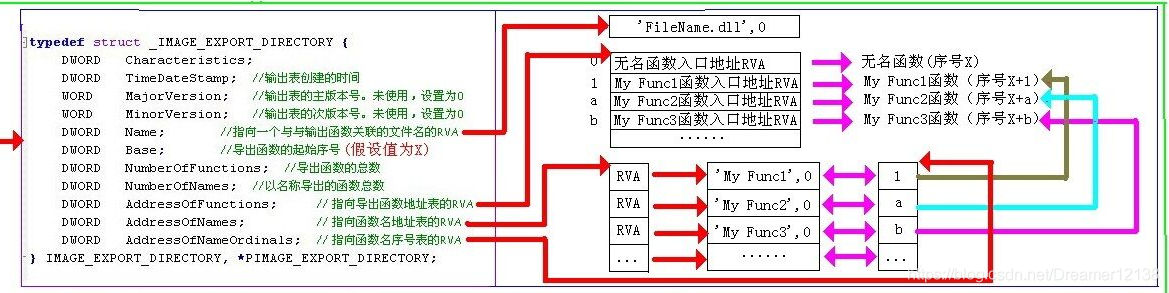 'FileName.dll',0
typedef struct _IMAGE_EXPORT_DIRECTORY {
DWORD Characteristics;
DWORD TimeDateStamp; //输出表创建的时间
WORD MajorVersion; //输出表的主版本号。未使用，设置为0
WORD MinorVersion; //输出表的次版本号。未使用，设置为0
DWORD Name; //指向一个与与输出函数关联的文件名的RVA
DWORD Base; //导出函数的起始序号(假设值为X)
DWORD NumberOfFunctions; //导出函数的总数
DWORD NumberOfNames; //以名称导出的函数总数
DWORD AddressOfFunctions; //指向导出函数地址表的RVA
DWORD AddressOfNames; //指向函数名地址表的RVA
DWORD AddressOfNameOrdinals; //指向函数名序号表的RVA
} IMAGE_EXPORT_DIRECTORY, *PIMAGE_EXPORT_DIRECTORY;
0 无名函数入口地址RVA 无名函数(序号X)
1 My Func1函数入口地址RVA My Func1函数（序号X+1)
a My Func2函数入口地址RVA My Func2函数（序号X+a)
b My Func3函数入口地址RVA My Func3函数（序号X+b)
......
RVA 'My Func1',0 1
RVA 'My Func2',0 a
RVA 'My Func3',0 b
... ...... ...
https://blog.csdn.net/Dreamer12134